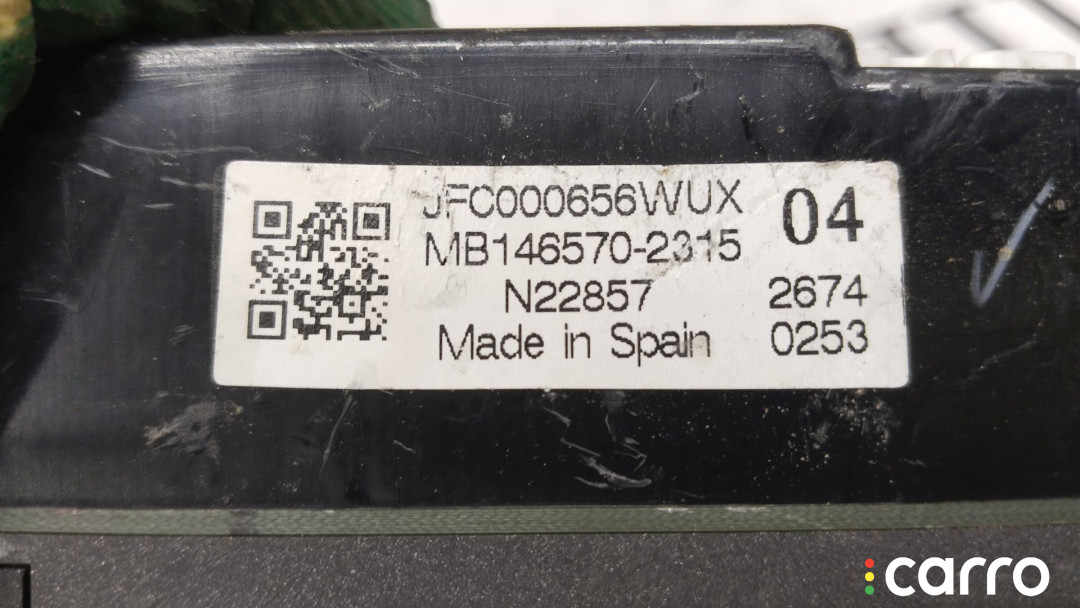 JFC000656WUX 04
MB146570-2315
N22857 2674
Made in Spain 0253
carro